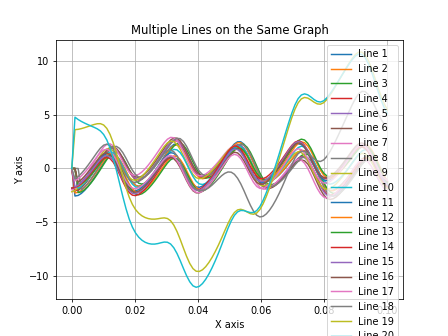 Multiple Lines on the Same Graph
Y axis
10
5
0
−5
−10
0.00
0.02
0.04
0.06
X axis
Line 1
Line 2
Line 3
Line 4
Line 5
Line 6
Line 7
Line 8
Line 9
Line 10
Line 11
Line 12
Line 13
Line 14
Line 15
Line 16
Line 17
Line 18
Line 19
Line 20